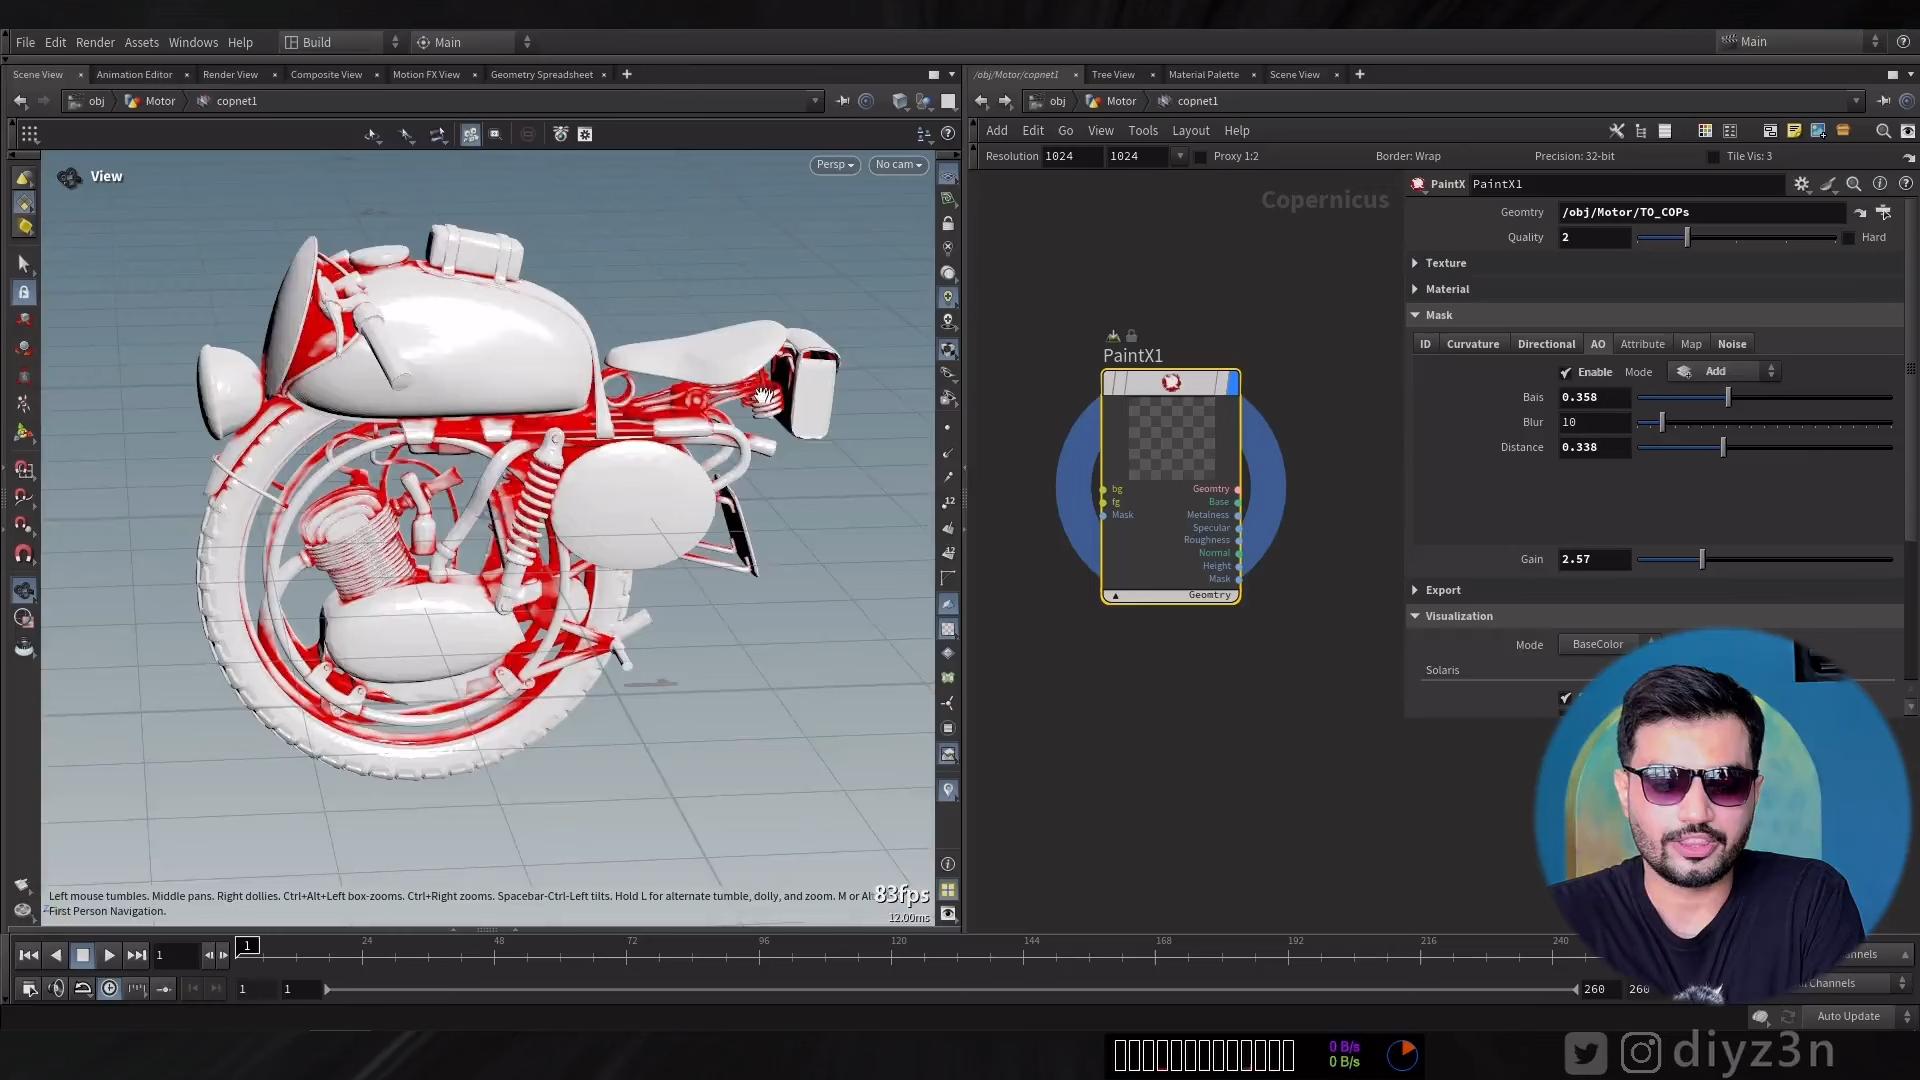 File Edit Render Assets Windows Help Build Main Main
Scene View Animation Editor Render View Composite View Motion FX View Geometry Spreadsheet
/obj/Motor/copnet1 Tree View Material Palette Scene View
obj Motor copnet1
obj Motor copnet1
Add Edit Go View Tools Layout Help
Resolution 1024 1024 Proxy 1:2 Border: Wrap Precision: 32-bit Tile Vis: 3
View
Persp No cam
Copernicus
PaintX PaintX1
Geomtry /obj/Motor/TO_COPs
Quality 2 Hard
Texture
Material
Mask
ID Curvature Directional AO Attribute Map Noise
Enable Mode Add
Bais 0.358
Blur 10
Distance 0.338
Gain 2.57
Export
Visualization
Mode BaseColor
Solaris
PaintX1
bg Geomtry
fg Base
Mask Metalness
Specular
Roughness
Normal
Height
Mask
Geomtry
12
12
Left mouse tumbles. Middle pans. Right dollies. Ctrl+Alt+Left box-zooms. Ctrl+Right zooms. Spacebar-Ctrl-Left tilts. Hold L for alternate tumble, dolly, and zoom. M or Al
First Person Navigation.
83fps
12.00ms
1 1 24 48 72 96 120 144 168 192 216 240
1 1 260 260
Channels
Auto Update
0 B/s
0 B/s
diyz3n